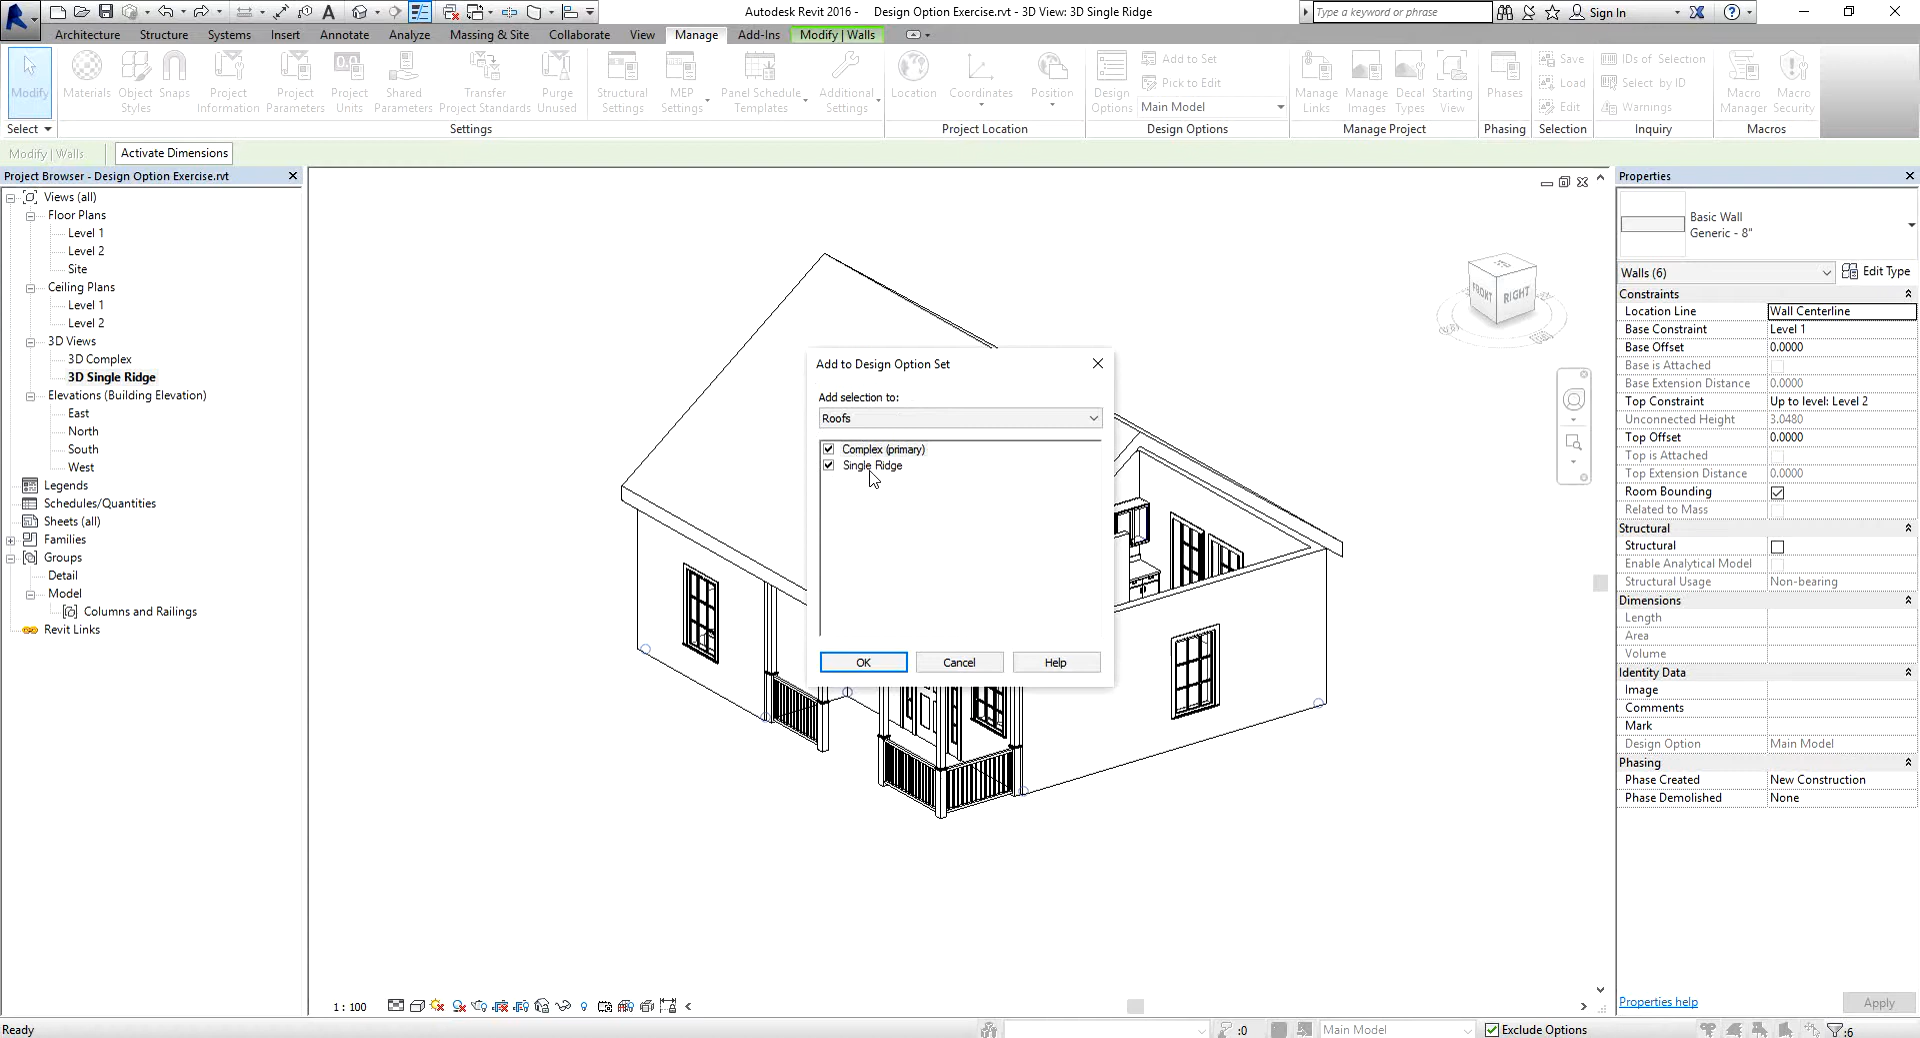 Autodesk Revit 2016 - Design Option Exercise.rvt - 3D View: 3D Single Ridge
Type a keyword or phrase
Sign In
Architecture Structure Systems Insert Annotate Analyze Massing & Site Collaborate View Manage Add-Ins Modify | Walls
Modify
Materials
Object Styles
Snaps
Project Information
Project Parameters
Project Units
Shared Parameters
Transfer Project Standards
Purge Unused
Structural Settings
MEP Settings
Panel Schedule Templates
Additional Settings
Location
Coordinates
Position
Design Options
Add to Set
Pick to Edit
Main Model
Manage Links
Manage Images
Decal Types
Starting View
Phases
Save
Load
Edit
IDs of Selection
Select by ID
Warnings
Macro Manager
Macro Security
Select
Settings
Project Location
Design Options
Manage Project
Phasing
Selection
Inquiry
Macros
Modify | Walls
Activate Dimensions
Project Browser - Design Option Exercise.rvt
Views (all)
Floor Plans
Level 1
Level 2
Site
Ceiling Plans
Level 1
Level 2
3D Views
3D Complex
3D Single Ridge
Elevations (Building Elevation)
East
North
South
West
Legends
Schedules/Quantities
Sheets (all)
Families
Groups
Detail
Model
Columns and Railings
Revit Links
FRONT
RIGHT
Add to Design Option Set
Add selection to:
Roofs
Complex (primary)
Single Ridge
OK
Cancel
Help
Properties
Basic Wall
Generic - 8"
Walls (6)
Edit Type
Constraints
Location Line Wall Centerline
Base Constraint Level 1
Base Offset 0.0000
Base is Attached
Base Extension Distance 0.0000
Top Constraint Up to level: Level 2
Unconnected Height 3.0480
Top Offset 0.0000
Top is Attached
Top Extension Distance 0.0000
Room Bounding
Related to Mass
Structural
Structural
Enable Analytical Model
Structural Usage Non-bearing
Dimensions
Length
Area
Volume
Identity Data
Image
Comments
Mark
Design Option Main Model
Phasing
Phase Created New Construction
Phase Demolished None
Properties help
Apply
1 : 100
Ready
:0
Main Model
Exclude Options
:6